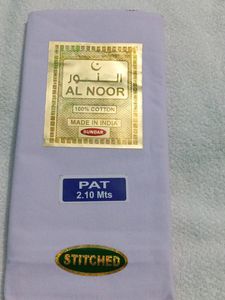 النور
AL NOOR
100% COTTON
MADE IN INDIA
SUNDAR
PAT
2.10 Mts
STITCHED